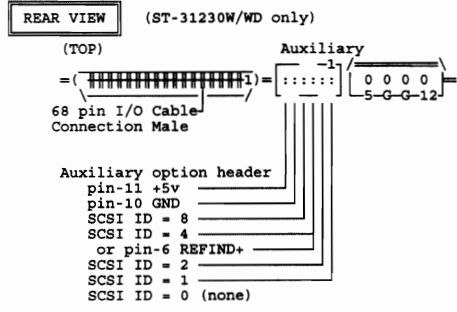 REAR VIEW (ST-31230W/WD only)
(TOP) Auxiliary
1 1 0 0 0 0
5-G-G-12
68 pin I/O Cable
Connection Male
Auxiliary option header
pin-11 +5v
pin-10 GND
SCSI ID = 8
SCSI ID = 4
or pin-6 REFIND+
SCSI ID = 2
SCSI ID = 1
SCSI ID = 0 (none)